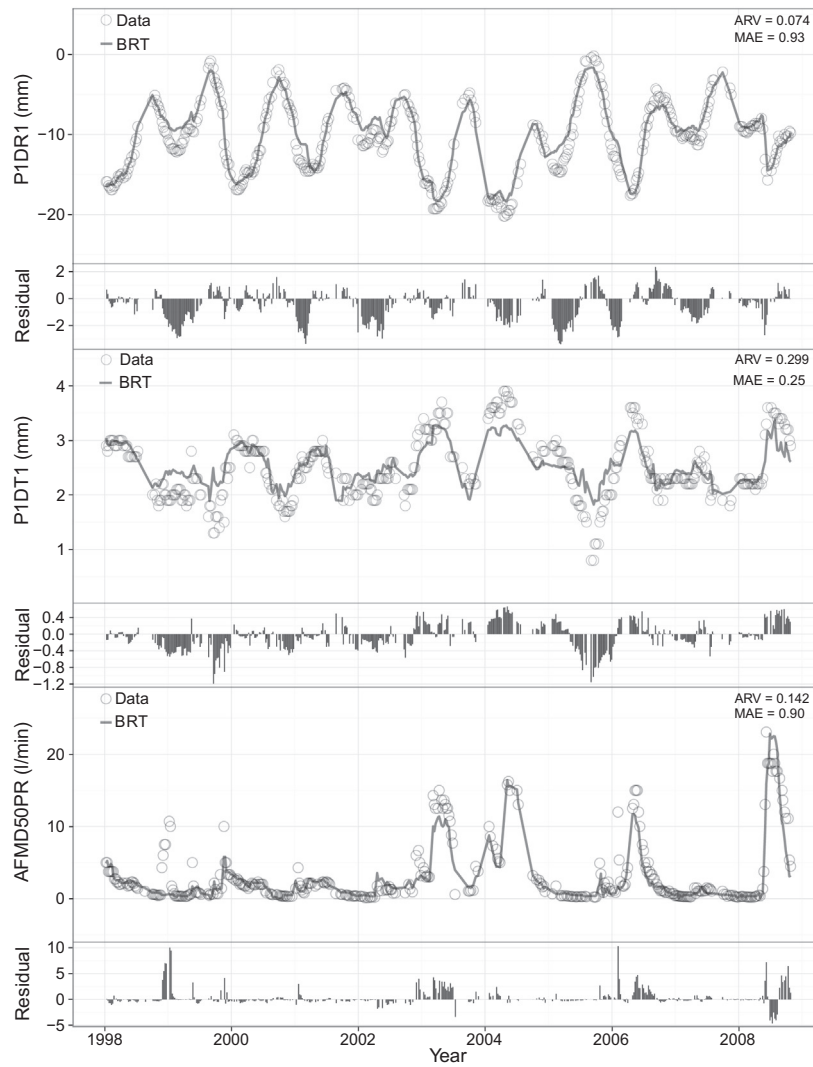 Data
BRT
ARV = 0.074
MAE = 0.93
P1DR1 (mm)
0
−10
−20
Residual
2
0
−2
Data
BRT
ARV = 0.299
MAE = 0.25
P1DT1 (mm)
4
3
2
1
Residual
0.4
0.0
−0.4
−0.8
−1.2
Data
BRT
ARV = 0.142
MAE = 0.90
AFMD50PR (l/min)
20
10
0
Residual
10
5
0
−5
1998
2000
2002
2004
2006
2008
Year